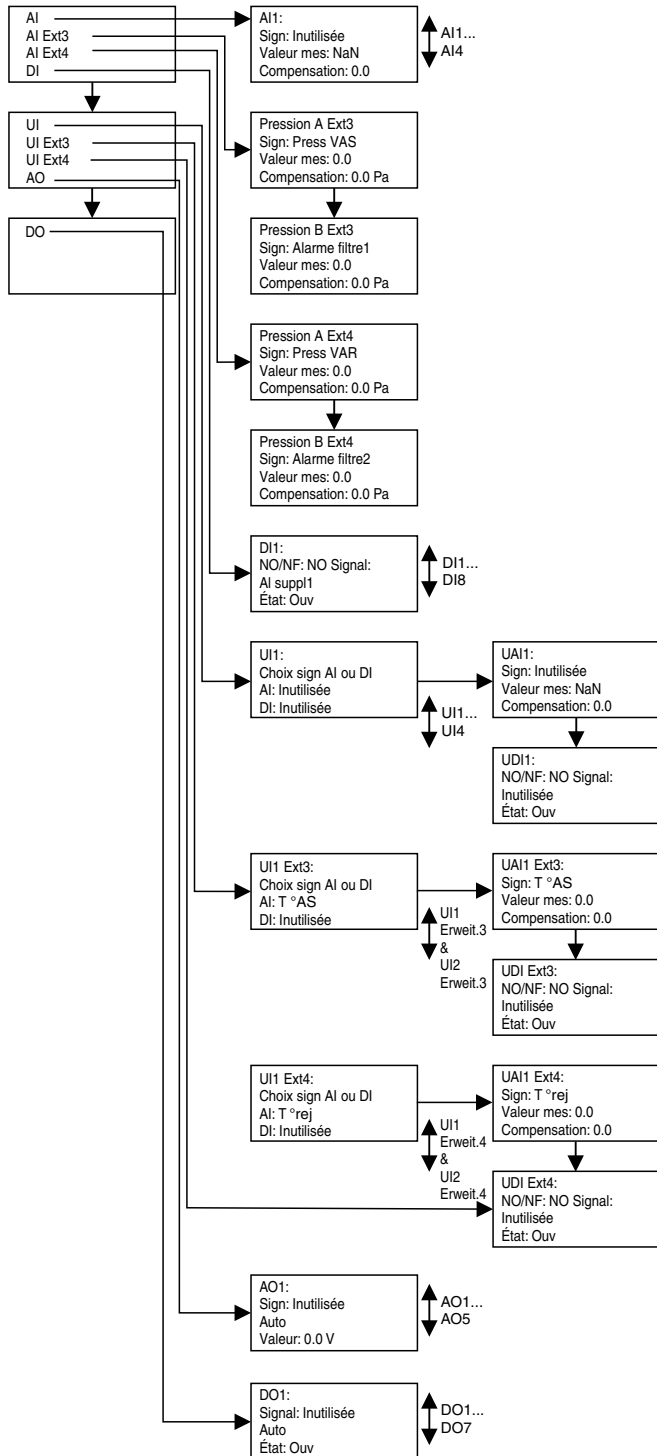 AI
AI Ext3
AI Ext4
DI
UI
UI Ext3
UI Ext4
AO
DO
AI1:
Sign: Inutilisée
Valeur mes: NaN
Compensation: 0.0
AI1...
AI4
Pression A Ext3
Sign: Press VAS
Valeur mes: 0.0
Compensation: 0.0 Pa
Pression B Ext3
Sign: Alarme filtre1
Valeur mes: 0.0
Compensation: 0.0 Pa
Pression A Ext4
Sign: Press VAR
Valeur mes: 0.0
Compensation: 0.0 Pa
Pression B Ext4
Sign: Alarme filtre2
Valeur mes: 0.0
Compensation: 0.0 Pa
DI1:
NO/NF: NO Signal:
Al suppl1
État: Ouv
DI1...
DI8
UI1:
Choix sign AI ou DI
AI: Inutilisée
DI: Inutilisée
UI1...
UI4
UAI1:
Sign: Inutilisée
Valeur mes: NaN
Compensation: 0.0
UDI1:
NO/NF: NO Signal:
Inutilisée
État: Ouv
UI1 Ext3:
Choix sign AI ou DI
AI: T °AS
DI: Inutilisée
UI1
Erweit.3
&
UI2
Erweit.3
UAI1 Ext3:
Sign: T °AS
Valeur mes: 0.0
Compensation: 0.0
UDI Ext3:
NO/NF: NO Signal:
Inutilisée
État: Ouv
UI1 Ext4:
Choix sign AI ou DI
AI: T °rej
DI: Inutilisée
UI1
Erweit.4
&
UI2
Erweit.4
UAI1 Ext4:
Sign: T °rej
Valeur mes: 0.0
Compensation: 0.0
UDI Ext4:
NO/NF: NO Signal:
Inutilisée
État: Ouv
AO1:
Sign: Inutilisée
Auto
Valeur: 0.0 V
AO1...
AO5
DO1:
Signal: Inutilisée
Auto
État: Ouv
DO1...
DO7